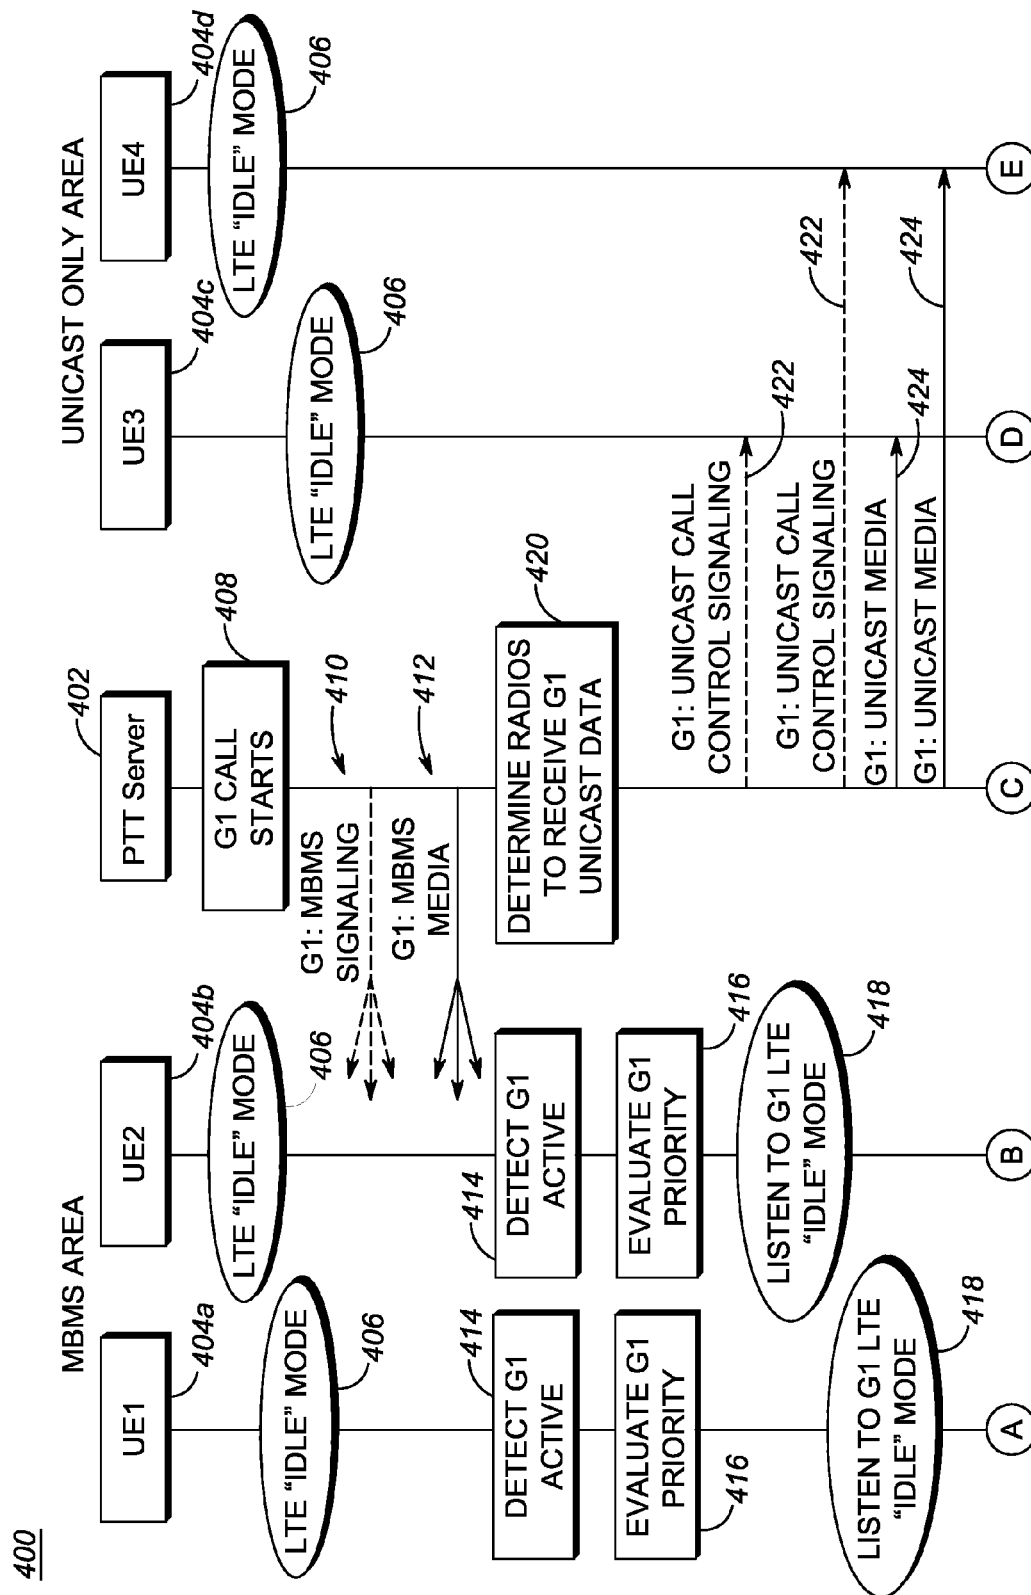 400
MBMS AREA
UNICAST ONLY AREA
UE1
404a
UE2
404b
PTT Server
402
UE3
404c
UE4
404d
LTE “IDLE” MODE
406
LTE “IDLE” MODE
406
G1 CALL
STARTS
408
LTE “IDLE” MODE
406
LTE “IDLE” MODE
406
G1: MBMS
SIGNALING
410
G1: MBMS
MEDIA
412
DETECT G1
ACTIVE
414
DETECT G1
ACTIVE
414
DETERMINE RADIOS
TO RECEIVE G1
UNICAST DATA
420
EVALUATE G1
PRIORITY
416
EVALUATE G1
PRIORITY
416
LISTEN TO G1 LTE
“IDLE” MODE
418
LISTEN TO G1 LTE
“IDLE” MODE
418
G1: UNICAST CALL
CONTROL SIGNALING
422
G1: UNICAST CALL
CONTROL SIGNALING
422
G1: UNICAST MEDIA
424
G1: UNICAST MEDIA
424
A
B
C
D
E